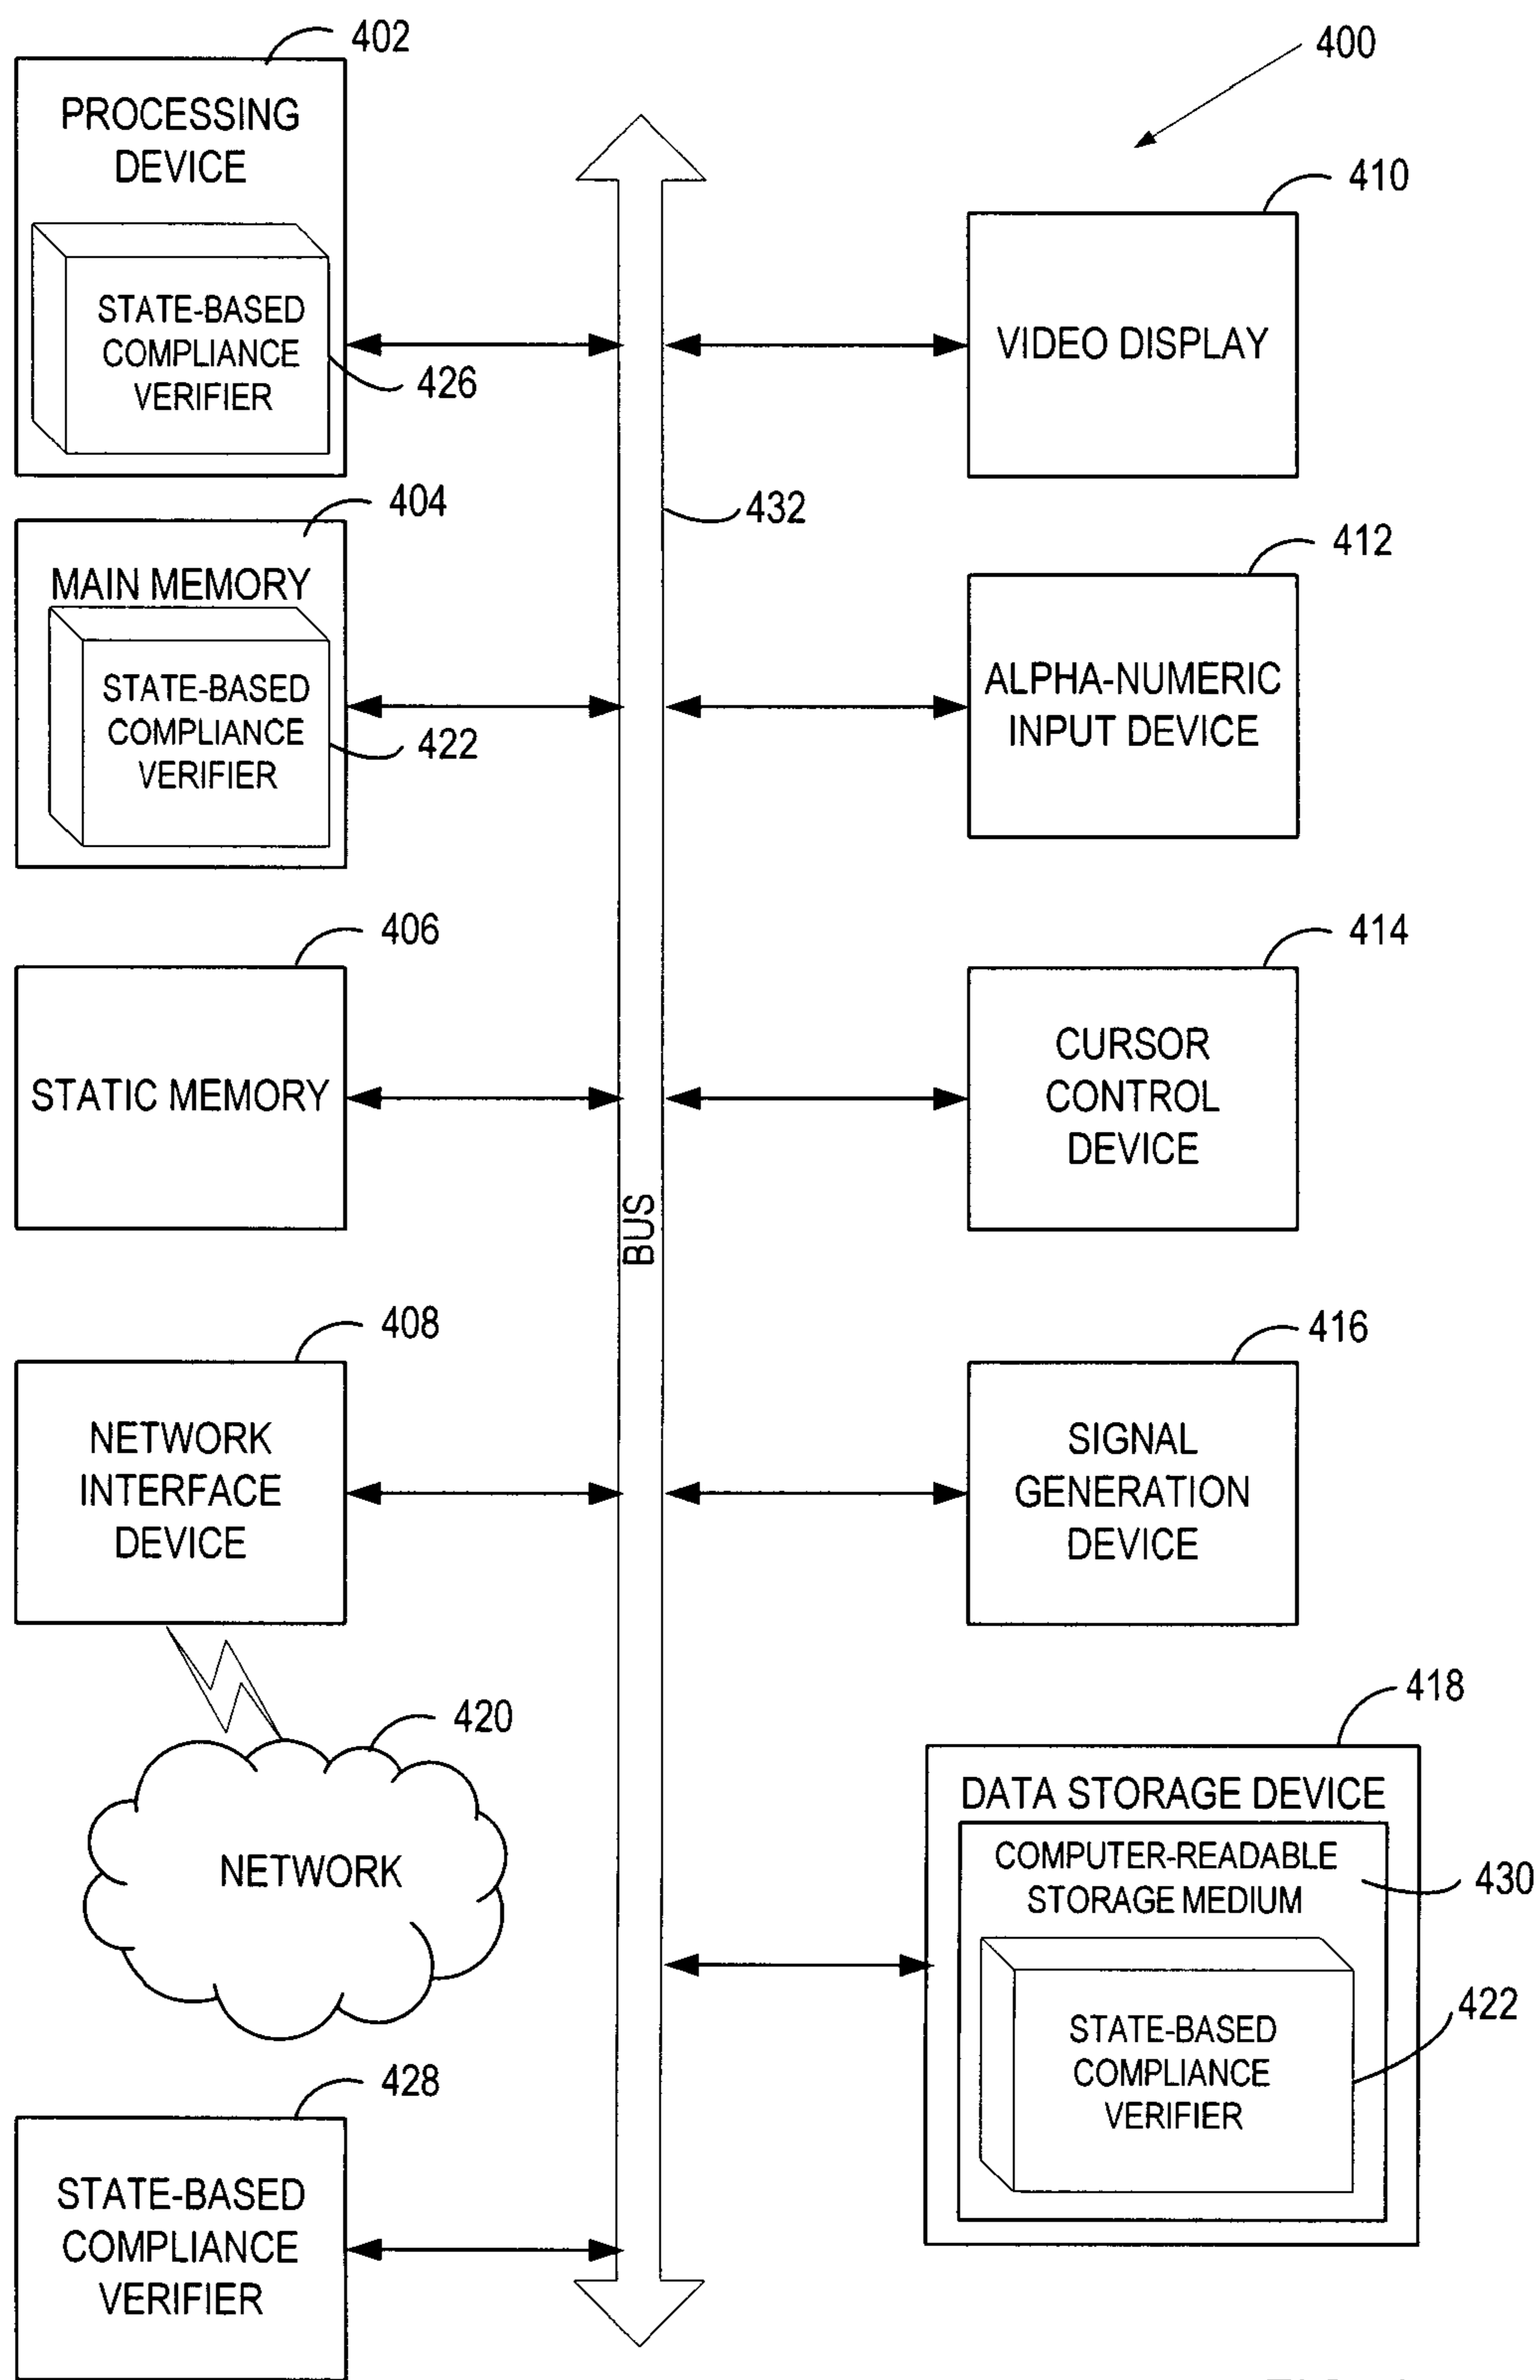 402
PROCESSING
DEVICE
STATE-BASED
COMPLIANCE
VERIFIER
426
404
MAIN MEMORY
STATE-BASED
COMPLIANCE
VERIFIER
422
406
STATIC MEMORY
408
NETWORK
INTERFACE
DEVICE
420
NETWORK
428
STATE-BASED
COMPLIANCE
VERIFIER
432
BUS
400
410
VIDEO DISPLAY
412
ALPHA-NUMERIC
INPUT DEVICE
414
CURSOR
CONTROL
DEVICE
416
SIGNAL
GENERATION
DEVICE
418
DATA STORAGE DEVICE
COMPUTER-READABLE
STORAGE MEDIUM
430
STATE-BASED
COMPLIANCE
VERIFIER
422